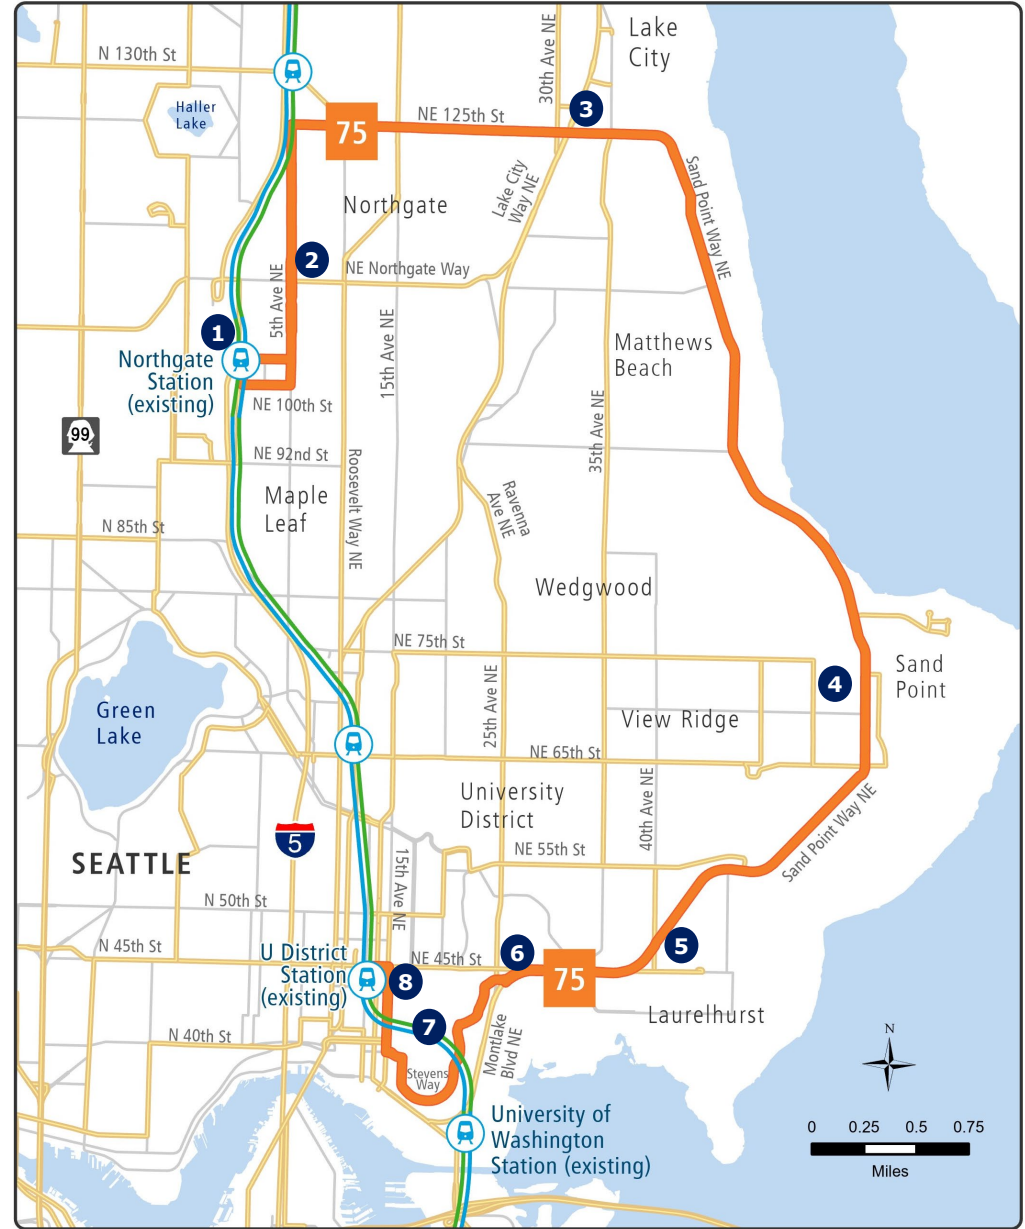 Lake
City
30th Ave NE
N 130th St
3
Haller
Lake
NE 125th St
75
Lake City
Way NE
Sand Point Way NE
Northgate
2
NE Northgate Way
5th Ave NE
1
15th Ave NE
Matthews
Beach
Northgate
Station
(existing)
NE 100th St
35th Ave NE
99
NE 92nd St
Roosevelt Way NE
Maple
Leaf
Ravenna
Ave NE
N 85th St
Wedgwood
NE 75th St
Sand
Point
4
25th Ave NE
Green
Lake
View Ridge
NE 65th St
40th Ave NE
University
District
Sand Point Way NE
5
SEATTLE
15th Ave NE
NE 55th St
N 50th St
N 45th St
U District
Station
(existing)
NE 45th St
6
5
8
75
Laurelhurst
7
N 40th St
Montlake
Blvd NE
N
Stevens
Way
University of
Washington
Station (existing)
0 0.25 0.5 0.75
Miles